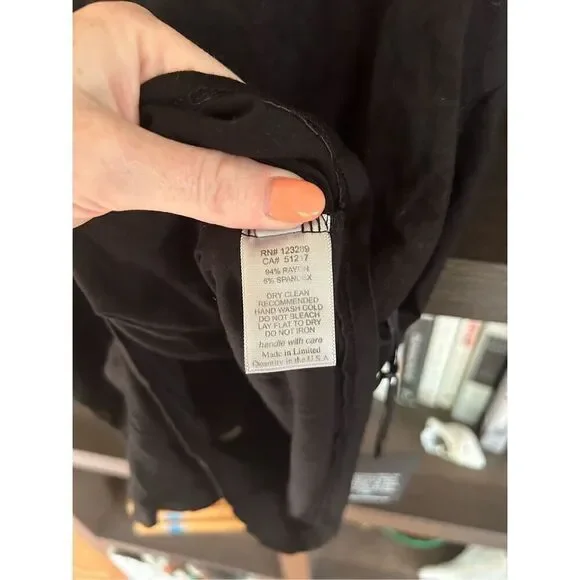 RN# 123289
CA# 51217
94% RAYON
6% SPANDEX
DRY CLEAN
RECOMMENDED
HAND WASH COLD
DO NOT BLEACH
LAY FLAT TO DRY
DO NOT IRON
handle with care
Made in Limited
Quantity in the U.S.A